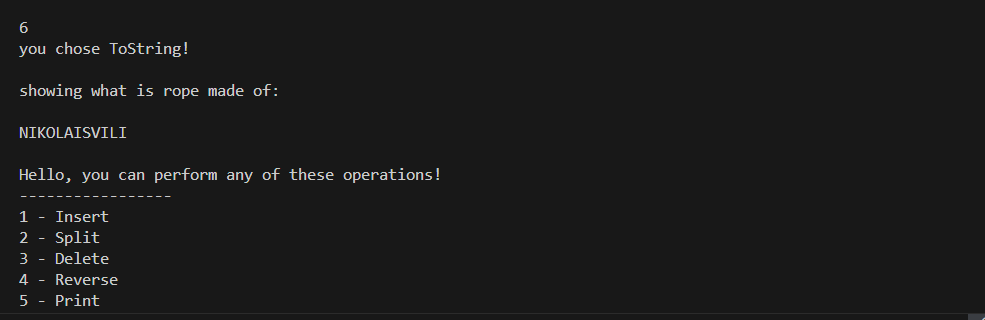 6
you chose ToString!
showing what is rope made of:
NIKOLAISVILI
Hello, you can perform any of these operations!
-----------------
1 - Insert
2 - Split
3 - Delete
4 - Reverse
5 - Print